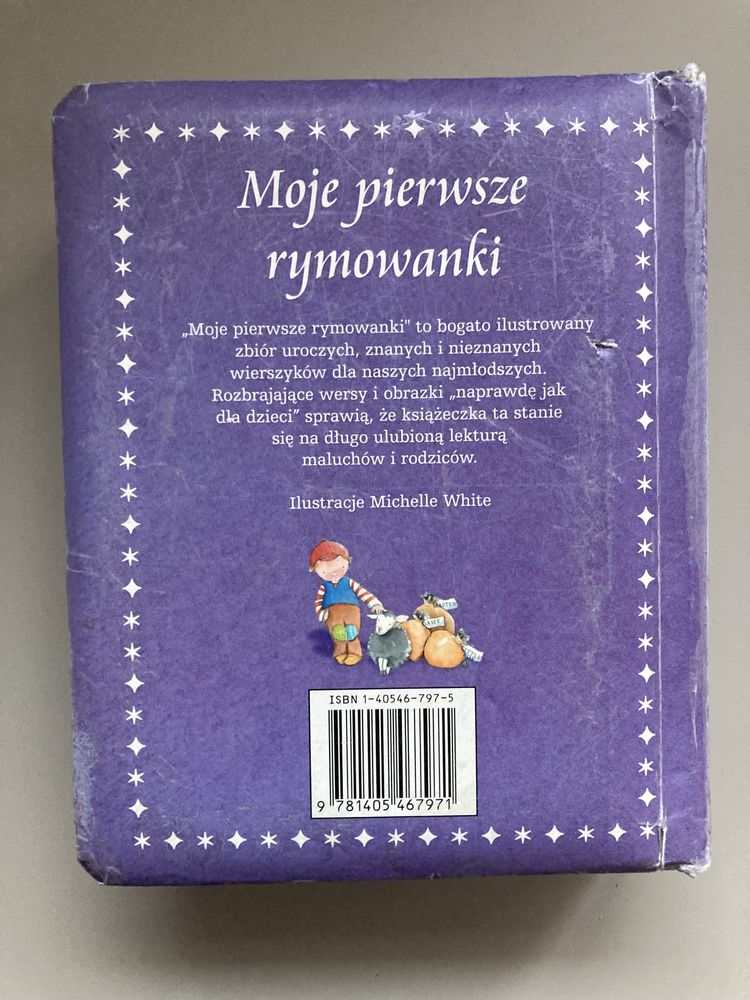 Moje pierwsze
rymowanki
„Moje pierwsze rymowanki" to bogato ilustrowany
zbiór uroczych, znanych i nieznanych
wierszyków dla naszych najmłodszych.
Rozbrajające wersy i obrazki „naprawdę jak
dla dzieci” sprawią, że książeczka ta stanie
się na długo ulubioną lekturą
maluchów i rodziców.
Ilustracje Michelle White
ISBN 1-40546-797-5
9 781405 467971